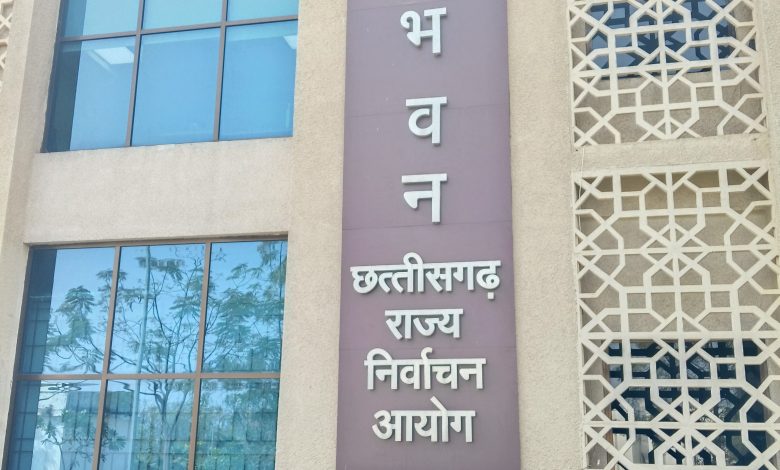 भ
व
न
छत्तीसगढ़
राज्य
निर्वाचन
आयोग